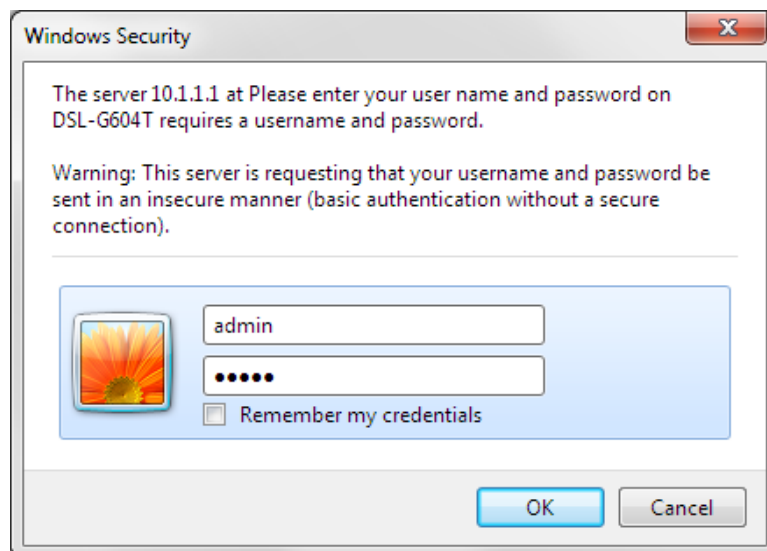 Windows Security
The server 10.1.1.1 at Please enter your user name and password on
DSL-G604T requires a username and password.
Warning: This server is requesting that your username and password be
sent in an insecure manner (basic authentication without a secure
connection).
admin
●●●●●
Remember my credentials
OK
Cancel